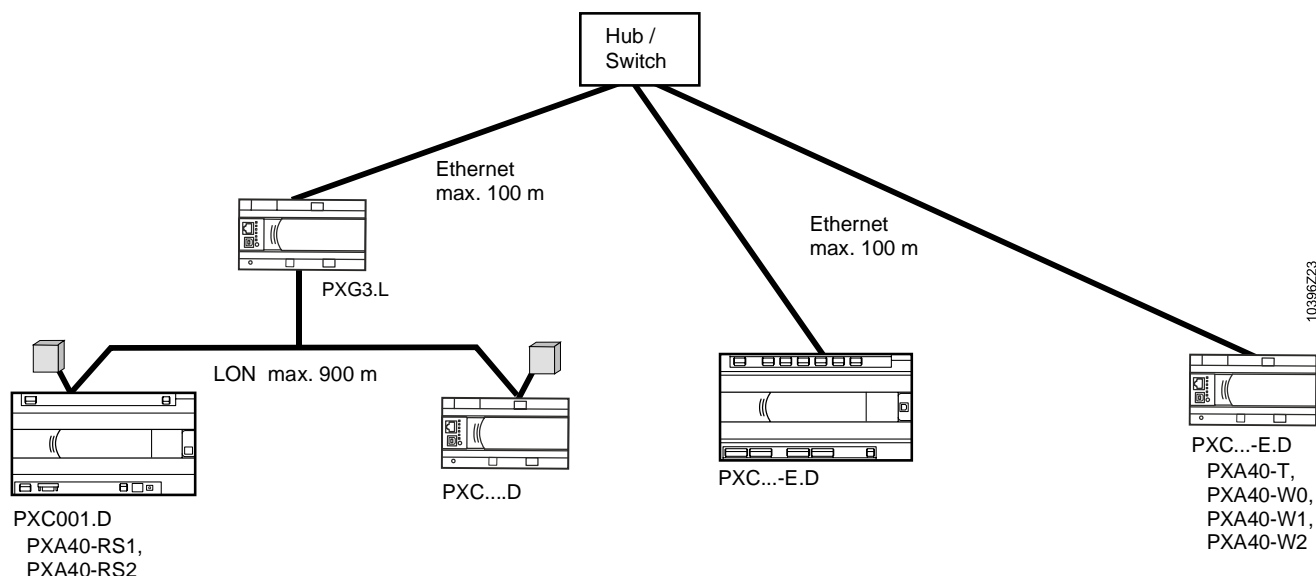 Hub /
Switch
Ethernet
max. 100 m
Ethernet
max. 100 m
10396Z23
PXG3.L
LON max. 900 m
PXC001.D
PXA40-RS1,
PXA40-RS2
PXC....D
PXC...-E.D
PXC...-E.D
PXA40-T,
PXA40-W0,
PXA40-W1,
PXA40-W2